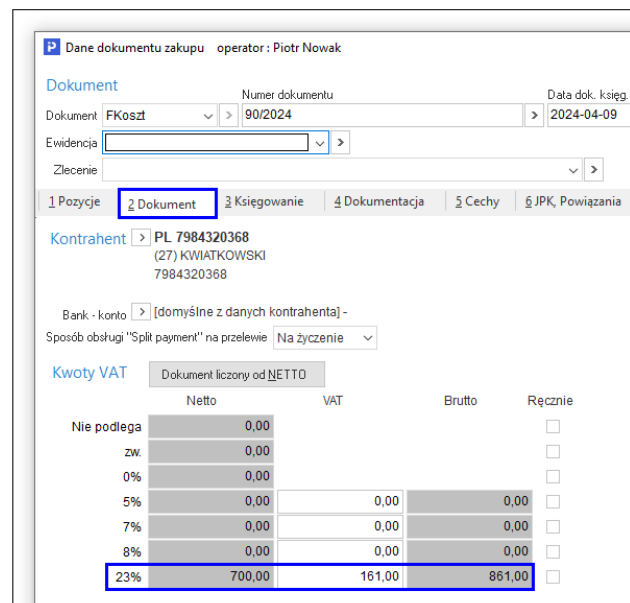 Dane dokumentu zakupu operator : Piotr Nowak
Dokument
Numer dokumentu Data dok. księg.
Dokument FKoszt > 90/2024 > 2024-04-09
Ewidencja >
Zlecenie >
1 Pozycje 2 Dokument 3 Księgowanie 4 Dokumentacja 5 Cechy 6 JPK, Powiązania
Kontrahent > PL 7984320368
(27) KWIATKOWSKI
7984320368
Bank - konto > [domyślne z danych kontrahenta] -
Sposób obsługi "Split payment" na przelewie Na życzenie
Kwoty VAT Dokument liczony od NETTO
Netto VAT Brutto Ręcznie
Nie podlega 0,00
zw. 0,00
0% 0,00
5% 0,00 0,00 0,00
7% 0,00 0,00 0,00
8% 0,00 0,00 0,00
23% 700,00 161,00 861,00